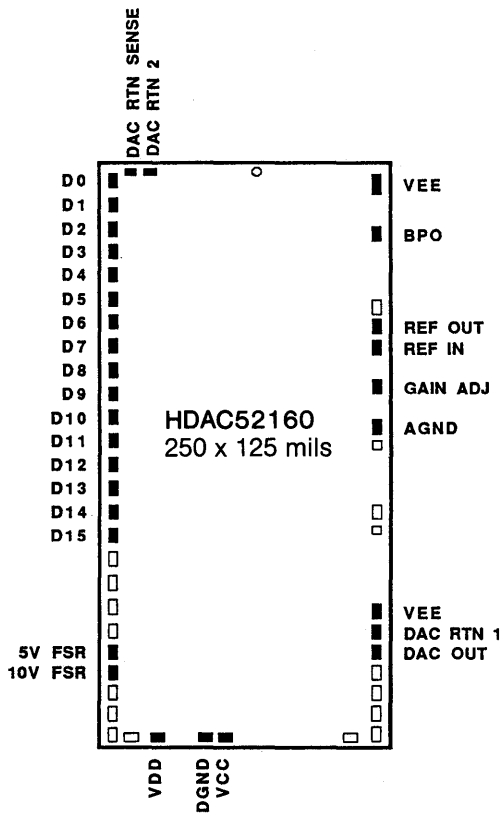 DAC RTN SENSE
DAC RTN 2
D0
D1
D2
D3
D4
D5
D6
D7
D8
D9
D10
D11
D12
D13
D14
D15
5V FSR
10V FSR
HDAC52160
250 x 125 mils
VEE
BPO
REF OUT
REF IN
GAIN ADJ
AGND
VEE
DAC RTN 1
DAC OUT
VDD
DGND
VCC